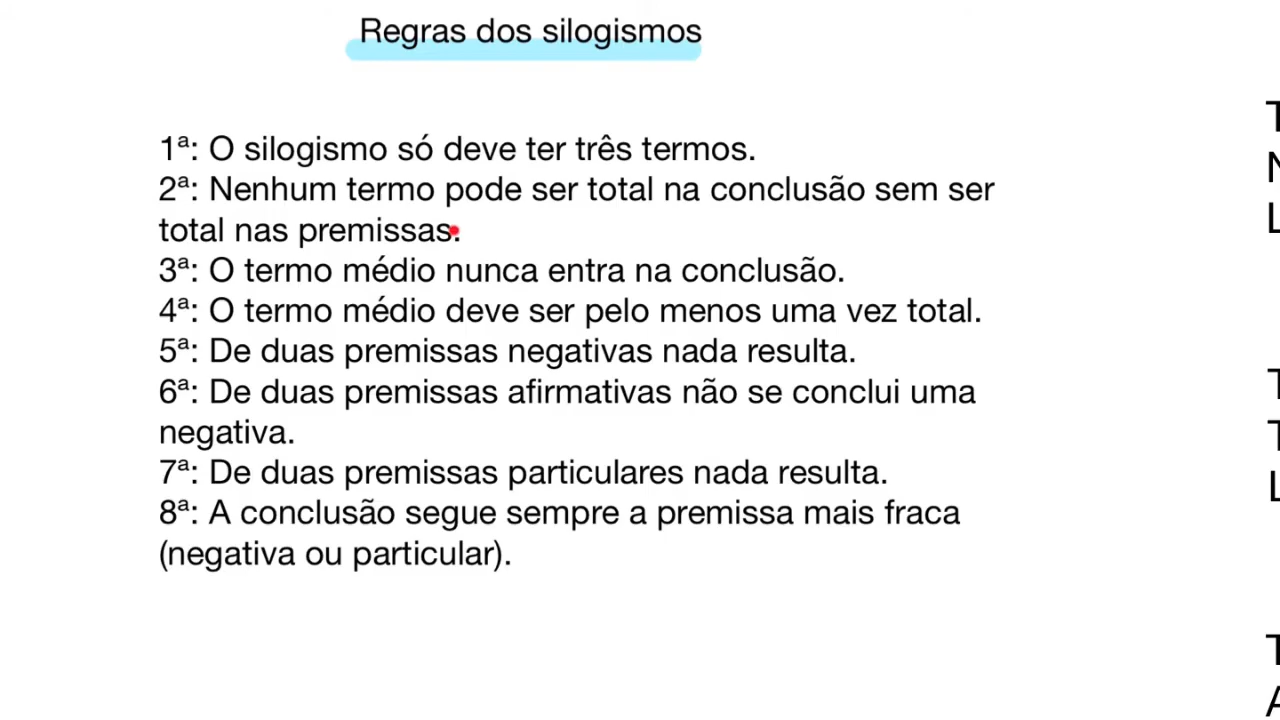 Regras dos silogismos
1ª: O silogismo só deve ter três termos.
2ª: Nenhum termo pode ser total na conclusão sem ser
total nas premissas.
3ª: O termo médio nunca entra na conclusão.
4ª: O termo médio deve ser pelo menos uma vez total.
5ª: De duas premissas negativas nada resulta.
6ª: De duas premissas afirmativas não se conclui uma
negativa.
7ª: De duas premissas particulares nada resulta.
8ª: A conclusão segue sempre a premissa mais fraca
(negativa ou particular).